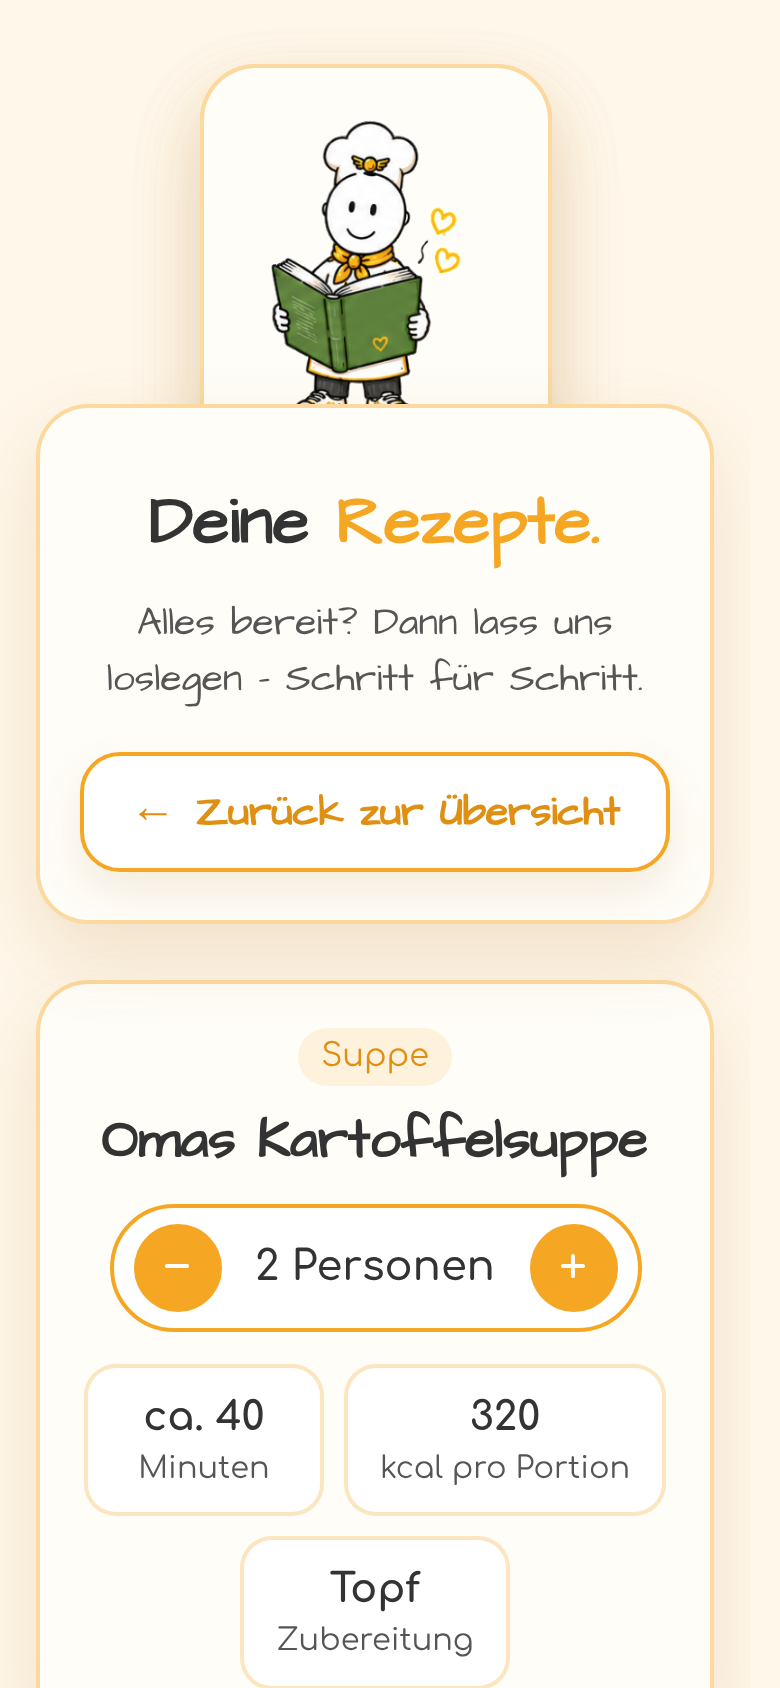 Deine Rezepte.
Alles bereit? Dann lass uns
loslegen - Schritt für Schritt.
← Zurück zur Übersicht
Suppe
Omas Kartoffelsuppe
− 2 Personen +
ca. 40
Minuten
320
kcal pro Portion
Topf
Zubereitung